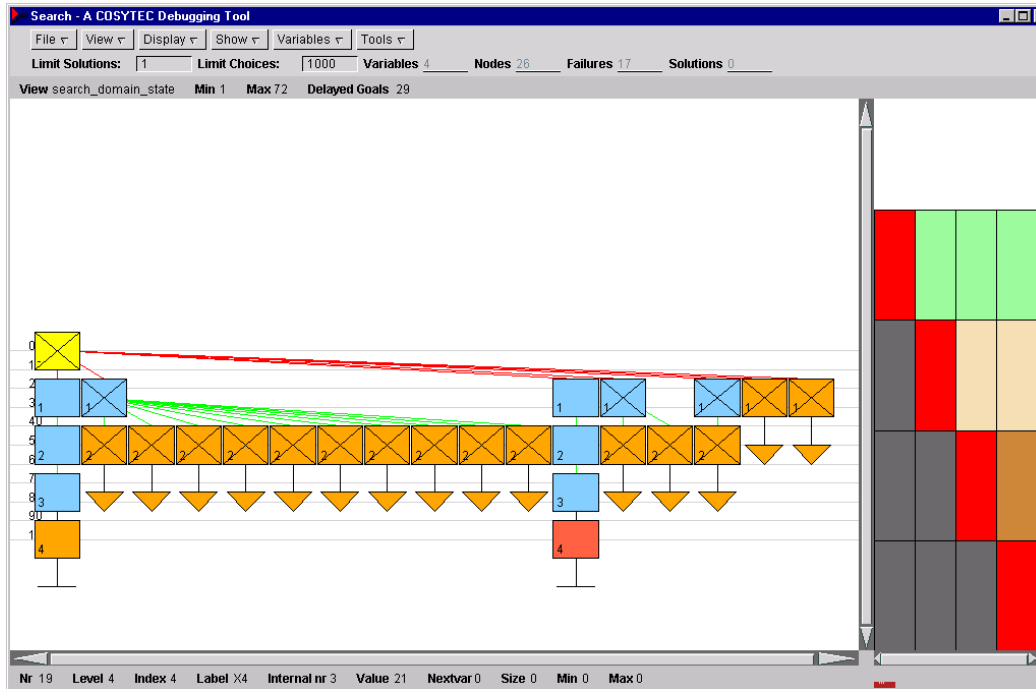 Search - A COSYTEC Debugging Tool
File View Display Show Variables Tools
Limit Solutions: 1 Limit Choices: 1000 Variables 4 Nodes 26 Failures 17 Solutions 0
View search_domain_state Min 1 Max 72 Delayed Goals 29
0
1
2
1 1 1 1 1 1 1
3
4
5
2 2 2 2 2 2 2 2 2 2 2 2 2 2 2
6
7
8
3 3
9
1
4 4
Nr 19 Level 4 Index 4 Label X4 Internal nr 3 Value 21 Nextvar 0 Size 0 Min 0 Max 0